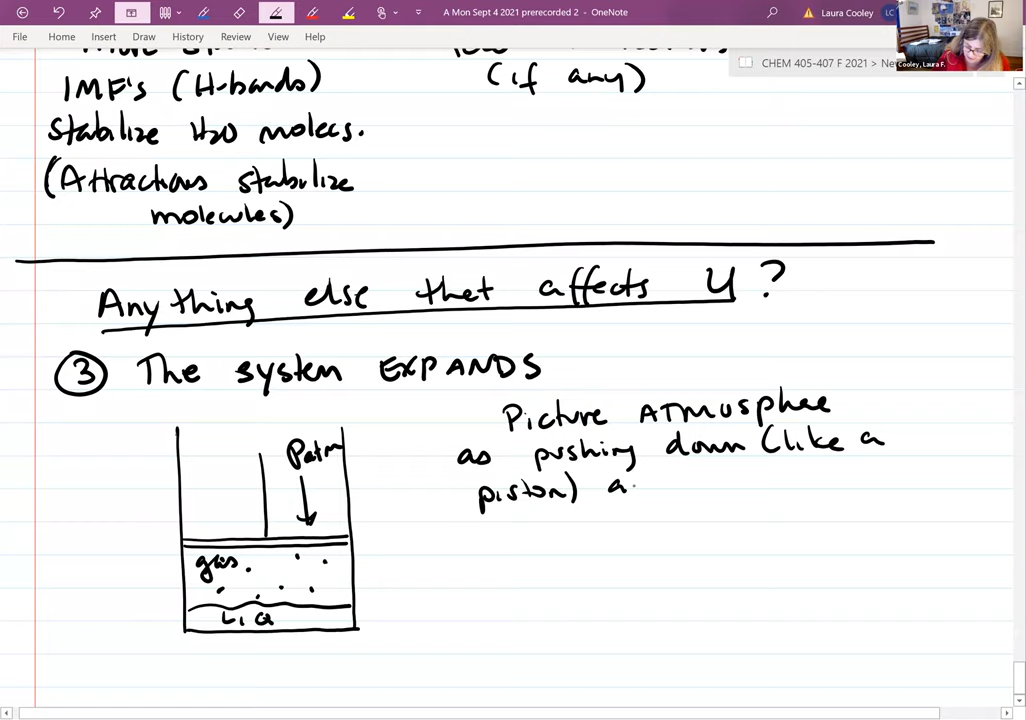 A Mon Sept 4 2021 prerecorded 2 - OneNote
Laura Cooley LC
File Home Insert Draw History Review View Help
CHEM 405-407 F 2021 > Ne
Cooley, Laura F.
IMF's (H-bonds)
(if any)
stabilize H2O molecs.
(Attractions stabilize
molecules)
Anything else that affects U?
3 The system EXPANDS
Picture ATMOSPHERE
as pushing down (like a
piston) a
Patm
gas
LIQ